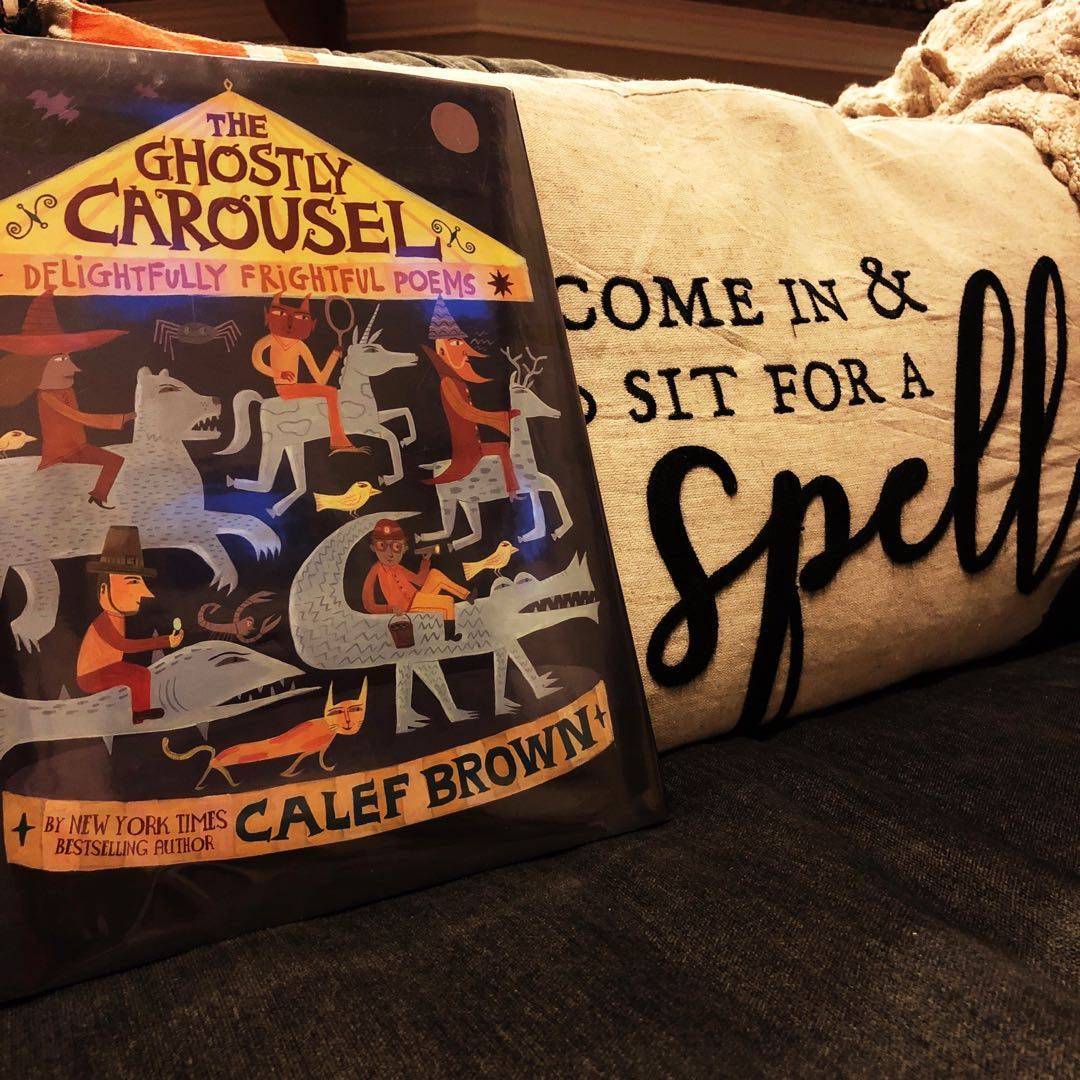 THE
GHOSTLY
CAROUSEL
DELIGHTFULLY FRIGHTFUL POEMS
BY NEW YORK TIMES
BESTSELLING AUTHOR
CALEF BROWN
COME IN &
SIT FOR A
spell